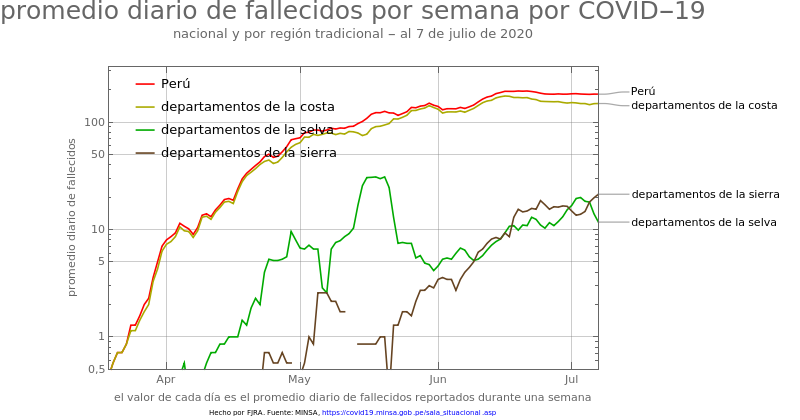 promedio diario de fallecidos por semana por COVID−19
nacional y por región tradicional − al 7 de julio de 2020
Perú
departamentos de la costa
departamentos de la selva
departamentos de la sierra
promedio diario de fallecidos
100
50
10
5
1
0,5
Apr
May
Jun
Jul
Perú
departamentos de la costa
departamentos de la sierra
departamentos de la selva
el valor de cada día es el promedio diario de fallecidos reportados durante una semana
Hecho por FJRA. Fuente: MINSA, https://covid19.minsa.gob.pe/sala_situacional.asp